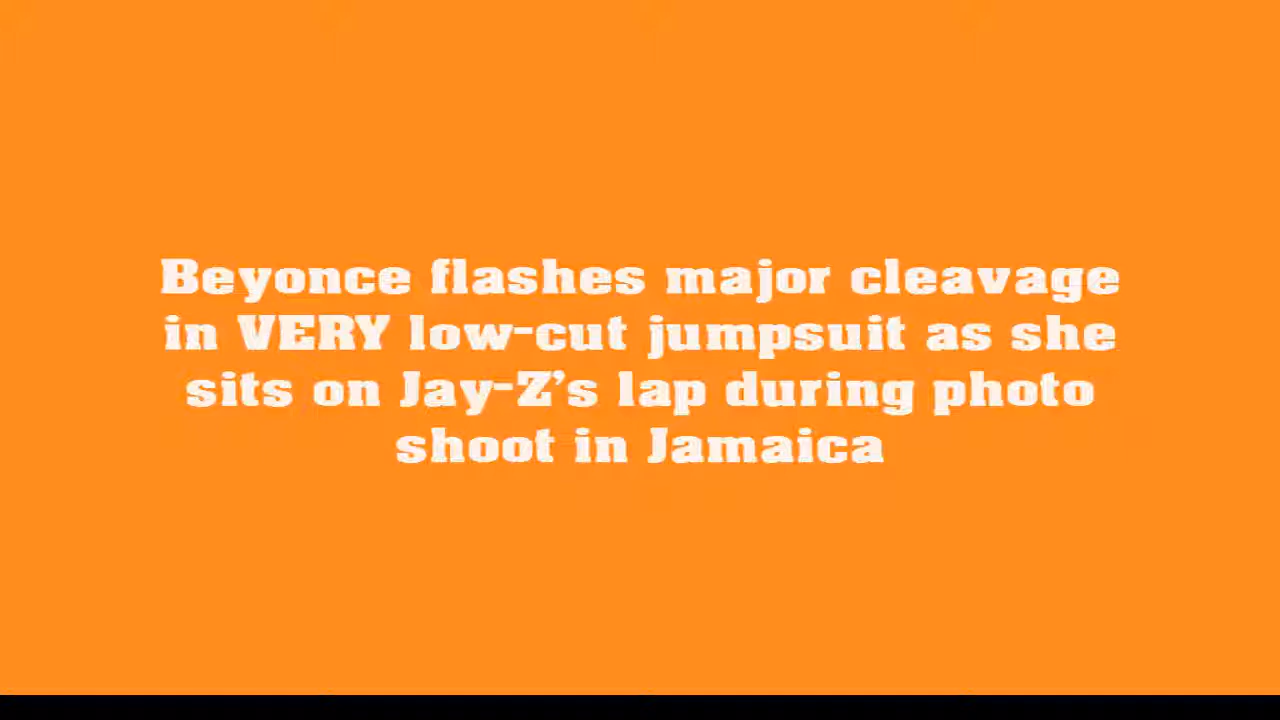 Beyonce flashes major cleavage
in VERY low-cut jumpsuit as she
sits on Jay-Z’s lap during photo
shoot in Jamaica